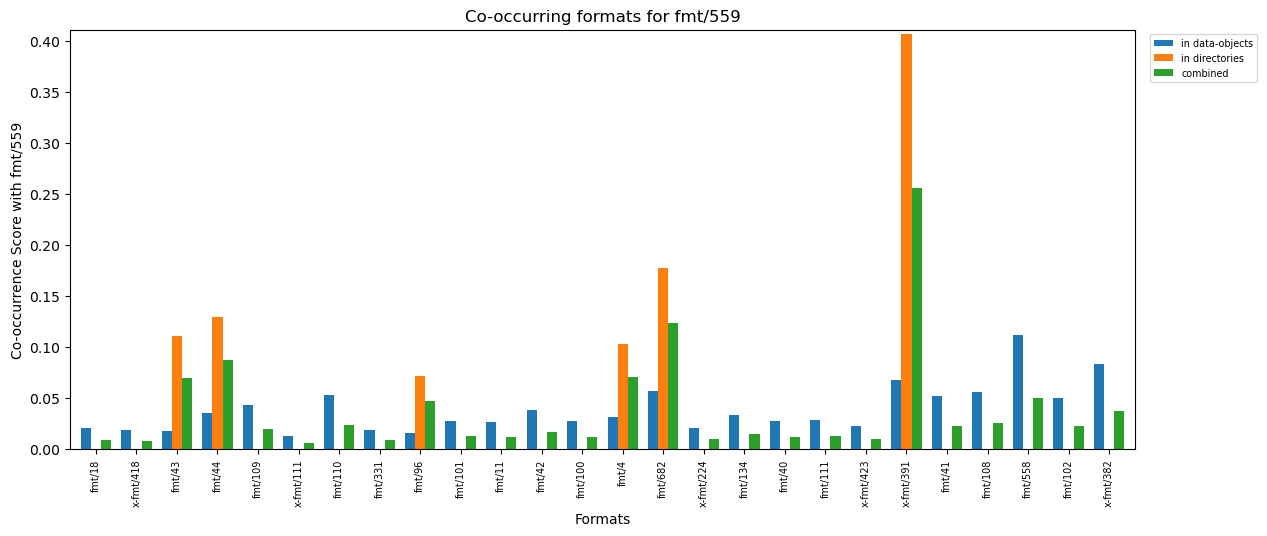 Co-occurring formats for fmt/559
in data-objects
in directories
combined
Co-occurrence Score with fmt/559
0.40
0.35
0.30
0.25
0.20
0.15
0.10
0.05
0.00
fmt/18
x-fmt/418
fmt/43
fmt/44
fmt/109
x-fmt/111
fmt/110
fmt/331
fmt/96
fmt/101
fmt/11
fmt/42
fmt/100
fmt/4
fmt/682
x-fmt/224
fmt/134
fmt/40
fmt/111
x-fmt/423
x-fmt/391
fmt/41
fmt/108
fmt/558
fmt/102
x-fmt/382
Formats